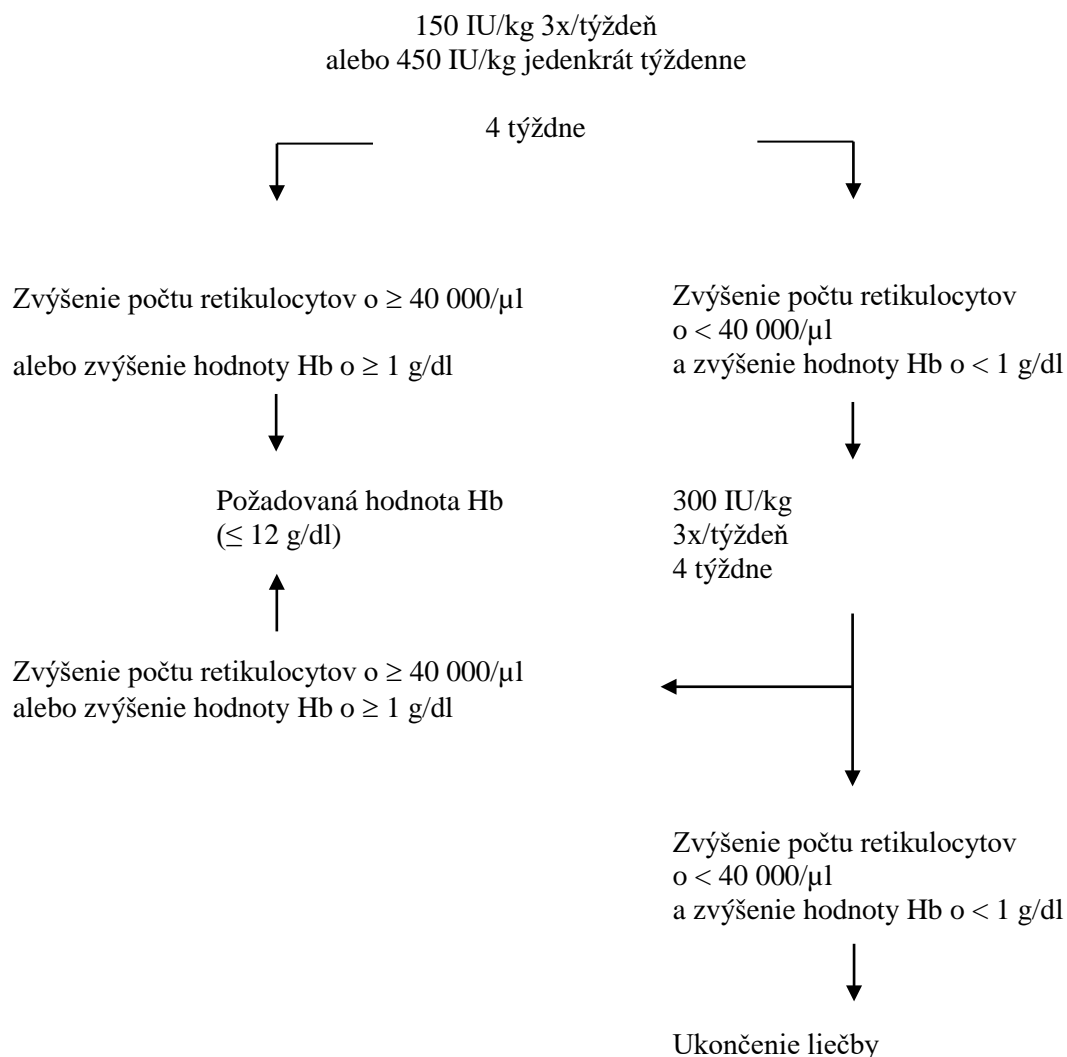 150 IU/kg 3x/týždeň
alebo 450 IU/kg jedenkrát týždenne
4 týždne
Zvýšenie počtu retikulocytov o ≥ 40 000/µl
alebo zvýšenie hodnoty Hb o ≥ 1 g/dl
Zvýšenie počtu retikulocytov
o < 40 000/µl
a zvýšenie hodnoty Hb o < 1 g/dl
Požadovaná hodnota Hb
(≤ 12 g/dl)
300 IU/kg
3x/týždeň
4 týždne
Zvýšenie počtu retikulocytov o ≥ 40 000/µl
alebo zvýšenie hodnoty Hb o ≥ 1 g/dl
Zvýšenie počtu retikulocytov
o < 40 000/µl
a zvýšenie hodnoty Hb o < 1 g/dl
Ukončenie liečby